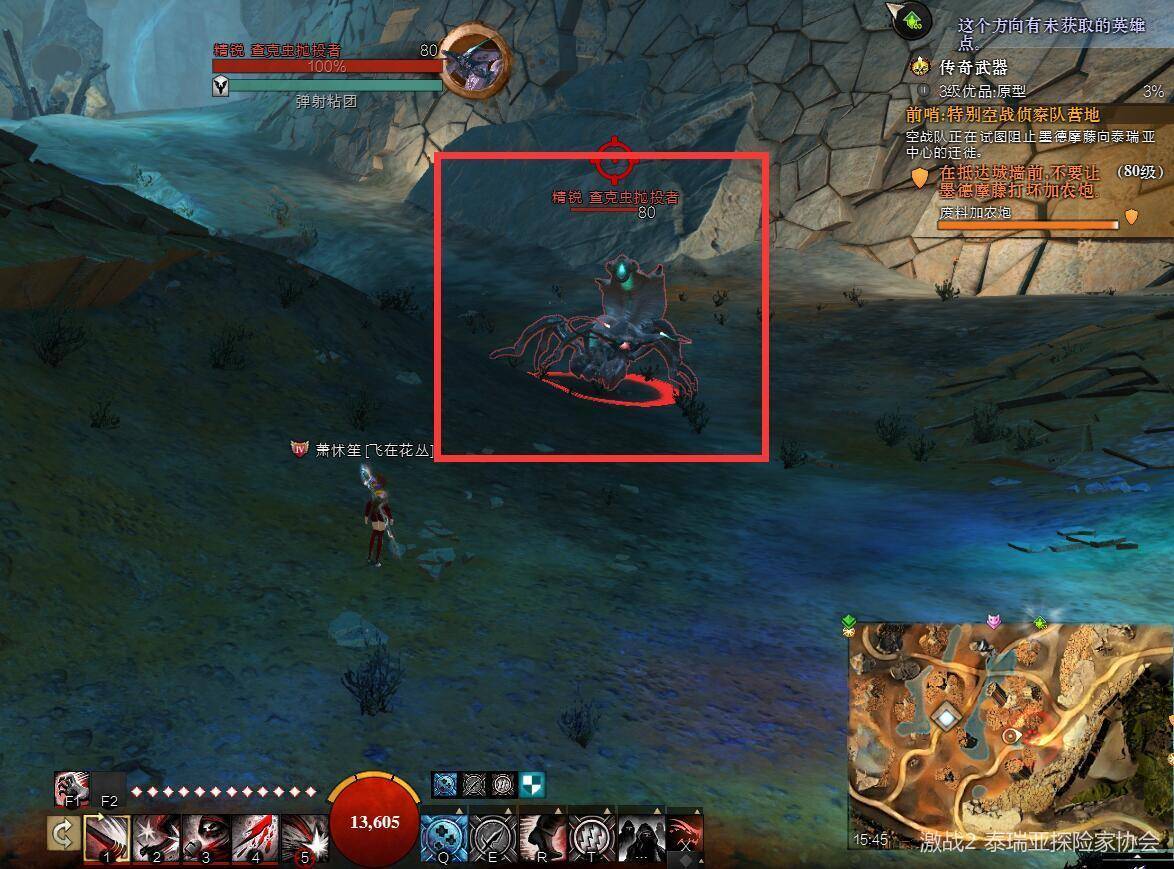 精锐 查克虫抛投者
80
100%
弹射粘团
这个方向有未获取的英雄
点。
传奇武器
3级优品:原型
3%
前哨:特别空战侦察队营地
空战队正在试图阻止墨德摩藤向泰瑞亚
中心的迁徙。
在抵达城墙前,不要让
(80级)
墨德摩藤打坏加农炮.
废料加农炮
精锐 查克虫抛投者
80
IV
萧怀笙 [飞在花丛]
15:45
激战2 泰瑞亚探险家协会
F1
F2
13,605
1
2
3
4
5
Q
E
R
T
...
X